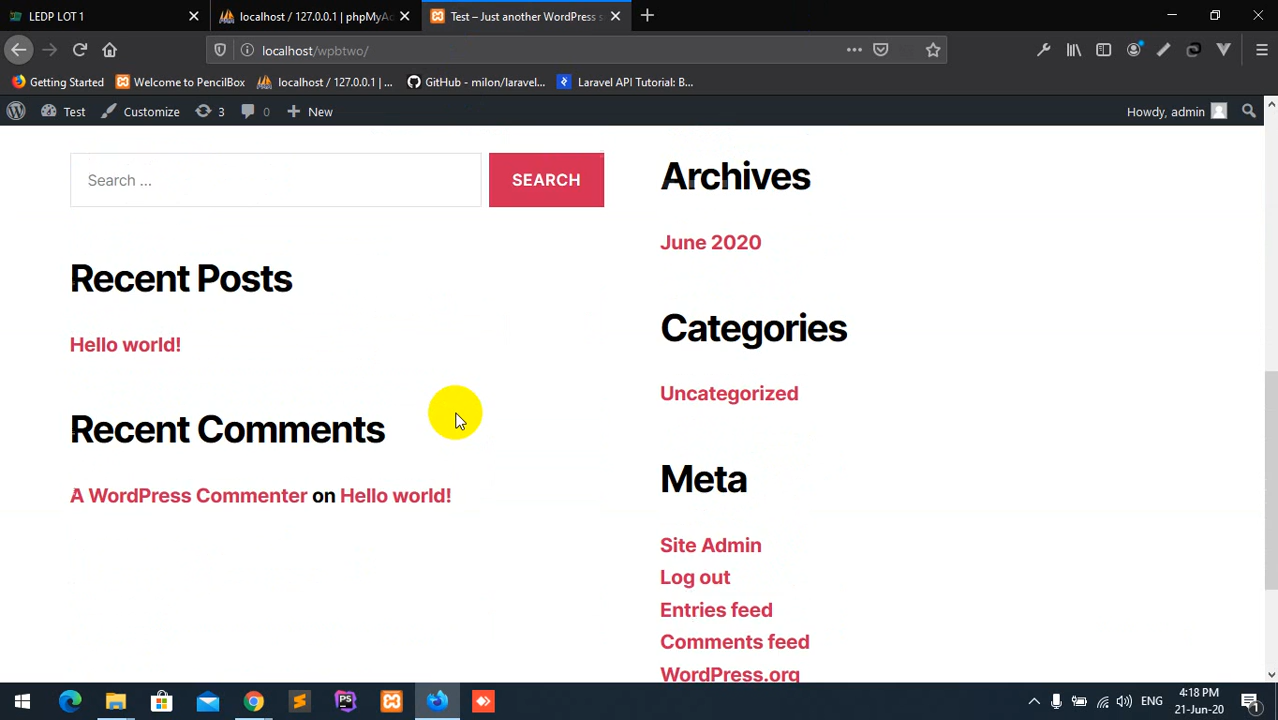 LEDP LOT 1
localhost / 127.0.0.1 | phpMyAc
Test – Just another WordPress s
localhost/wpbtwo/
Getting Started
Welcome to PencilBox
localhost / 127.0.0.1 | ...
GitHub - milon/laravel...
Laravel API Tutorial: B...
Test
Customize
3
0
New
Howdy, admin
Search ...
SEARCH
Recent Posts
Hello world!
Recent Comments
A WordPress Commenter on Hello world!
Archives
June 2020
Categories
Uncategorized
Meta
Site Admin
Log out
Entries feed
Comments feed
WordPress.org
PS
ENG
4:18 PM
21-Jun-20
1